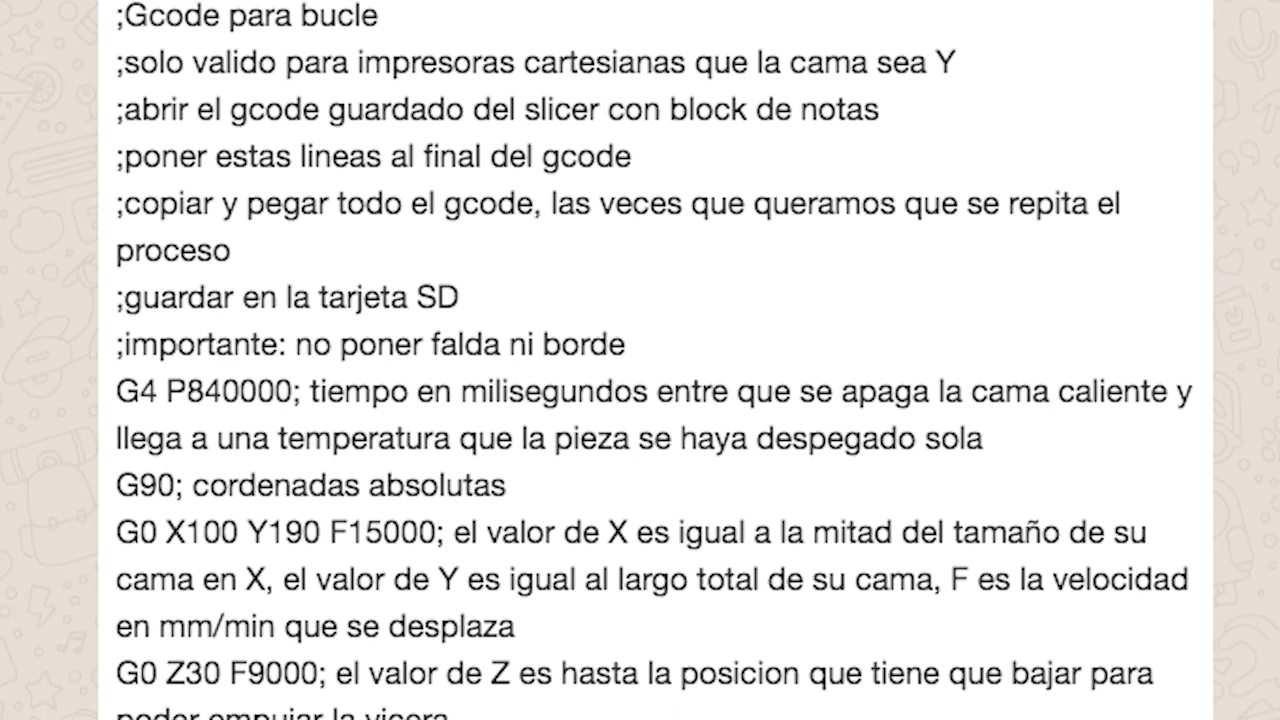 ;Gcode para bucle
;solo valido para impresoras cartesianas que la cama sea Y
;abrir el gcode guardado del slicer con block de notas
;poner estas lineas al final del gcode
;copiar y pegar todo el gcode, las veces que queramos que se repita el
proceso
;guardar en la tarjeta SD
;importante: no poner falda ni borde
G4 P840000; tiempo en milisegundos entre que se apaga la cama caliente y
llega a una temperatura que la pieza se haya despegado sola
G90; cordenadas absolutas
G0 X100 Y190 F15000; el valor de X es igual a la mitad del tamaño de su
cama en X, el valor de Y es igual al largo total de su cama, F es la velocidad
en mm/min que se desplaza
G0 Z30 F9000; el valor de Z es hasta la posicion que tiene que bajar para
poder empujar la vicera